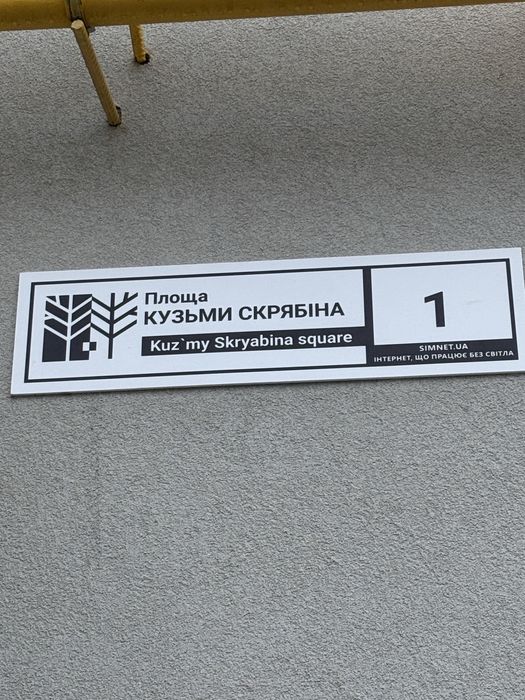 Площа
КУЗЬМИ СКРЯБІНА
Kuz`my Skryabina square
1
SIMNET.UA
ІНТЕРНЕТ, ЩО ПРАЦЮЄ БЕЗ СВІТЛА